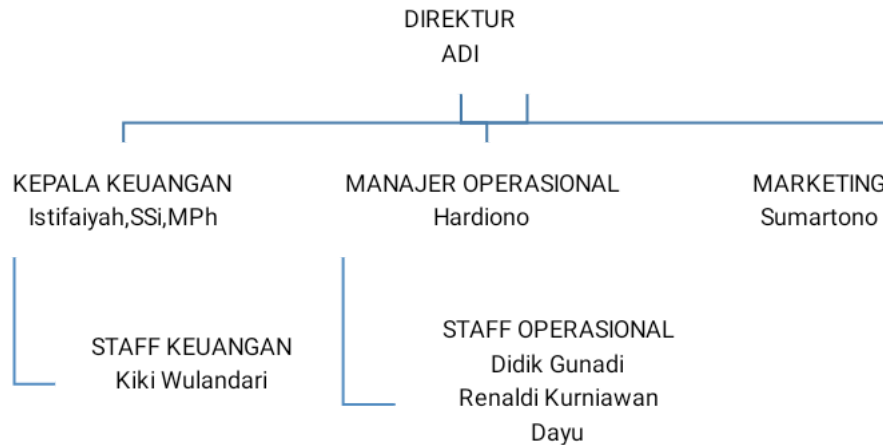 DIREKTUR
ADI
KEPALA KEUANGAN
Istifaiyah,SSi,MPh
MANAJER OPERASIONAL
Hardiono
MARKETING
Sumartono
STAFF KEUANGAN
Kiki Wulandari
STAFF OPERASIONAL
Didik Gunadi
Renaldi Kurniawan
Dayu